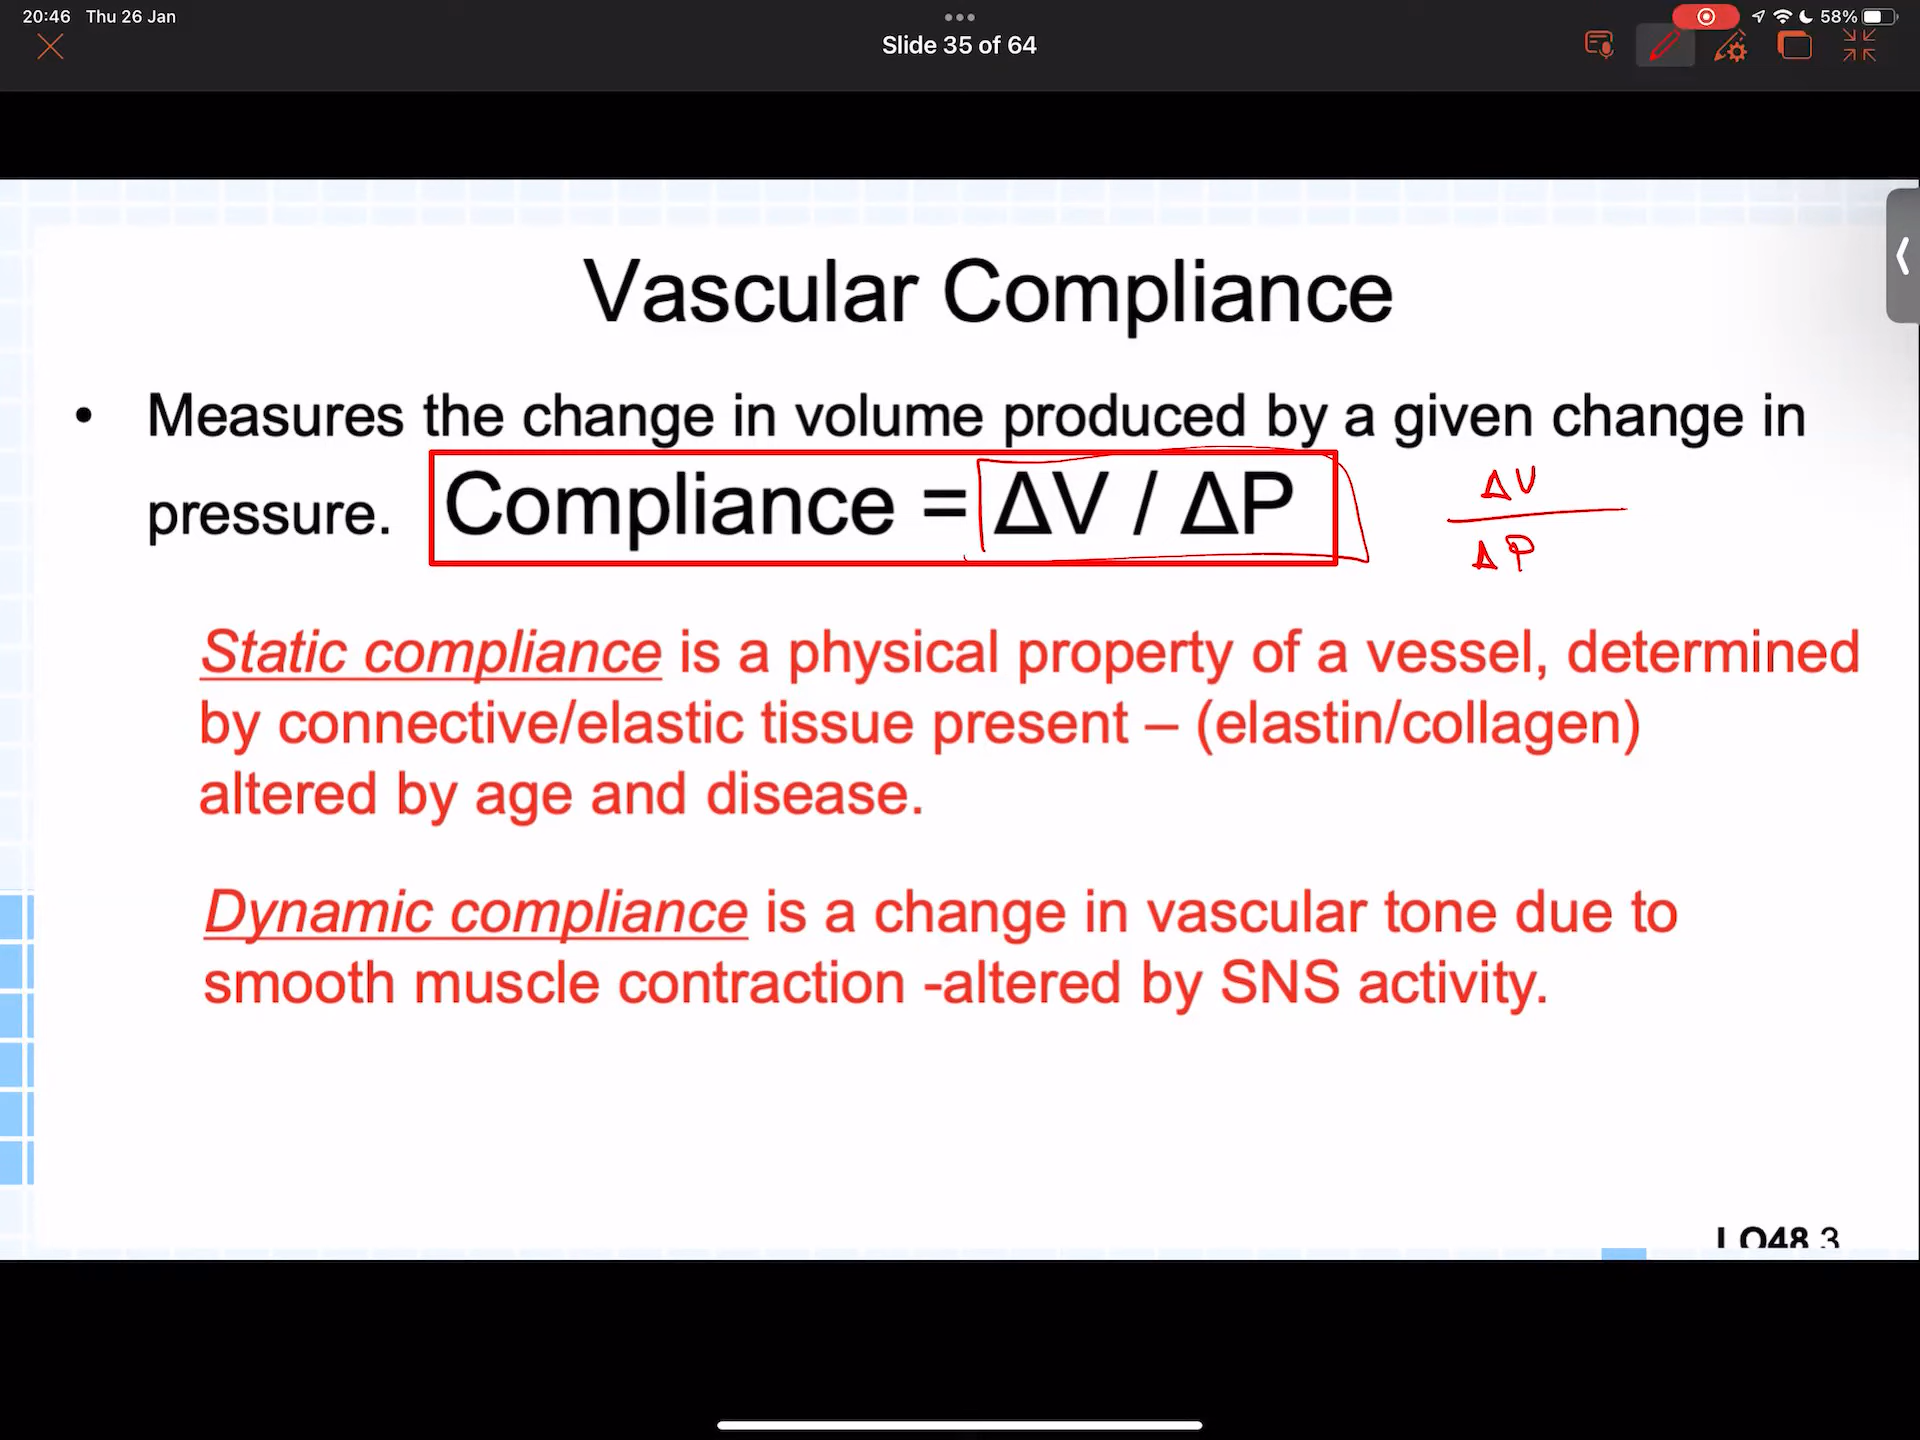 20:46 Thu 26 Jan
58%
Slide 35 of 64
Vascular Compliance
• Measures the change in volume produced by a given change in
pressure. Compliance = ΔV / ΔP
ΔV
ΔP
Static compliance is a physical property of a vessel, determined
by connective/elastic tissue present – (elastin/collagen)
altered by age and disease.
Dynamic compliance is a change in vascular tone due to
smooth muscle contraction -altered by SNS activity.
LO48.3